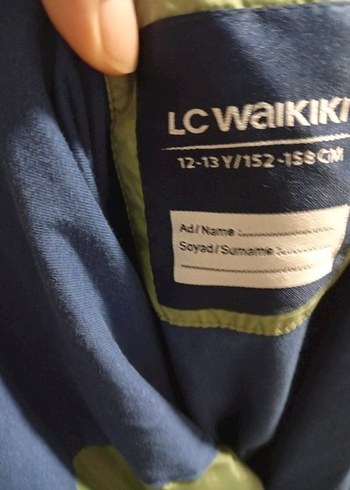 LC WAIKIKI
12-13 Y/152-158 CM
Ad/Name :........................
Soyad/Surname :..............